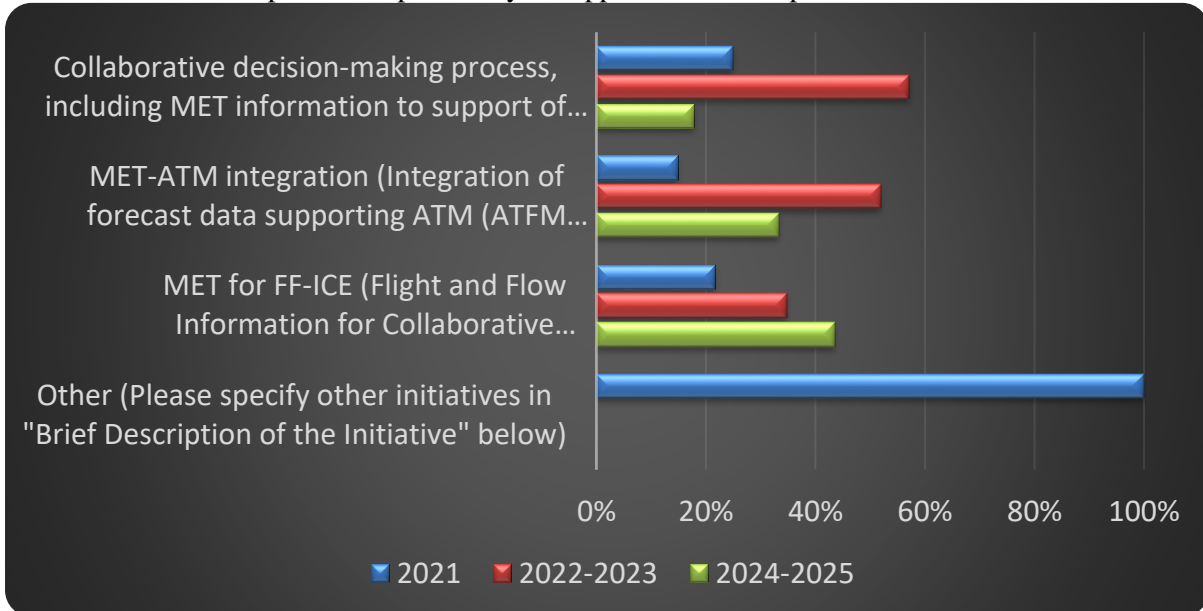 Collaborative decision-making process,
including MET information to support of...
MET-ATM integration (Integration of
forecast data supporting ATM (ATFM...
MET for FF-ICE (Flight and Flow
Information for Collaborative...
Other (Please specify other initiatives in
"Brief Description of the Initiative" below)
0% 20% 40% 60% 80% 100%
2021 2022-2023 2024-2025